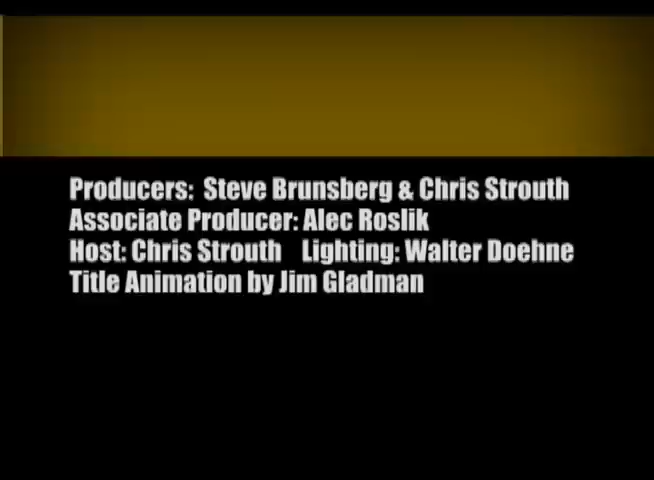 Producers: Steve Brunsberg & Chris Strouth
Associate Producer: Alec Roslik
Host: Chris Strouth Lighting: Walter Doehne
Title Animation by Jim Gladman